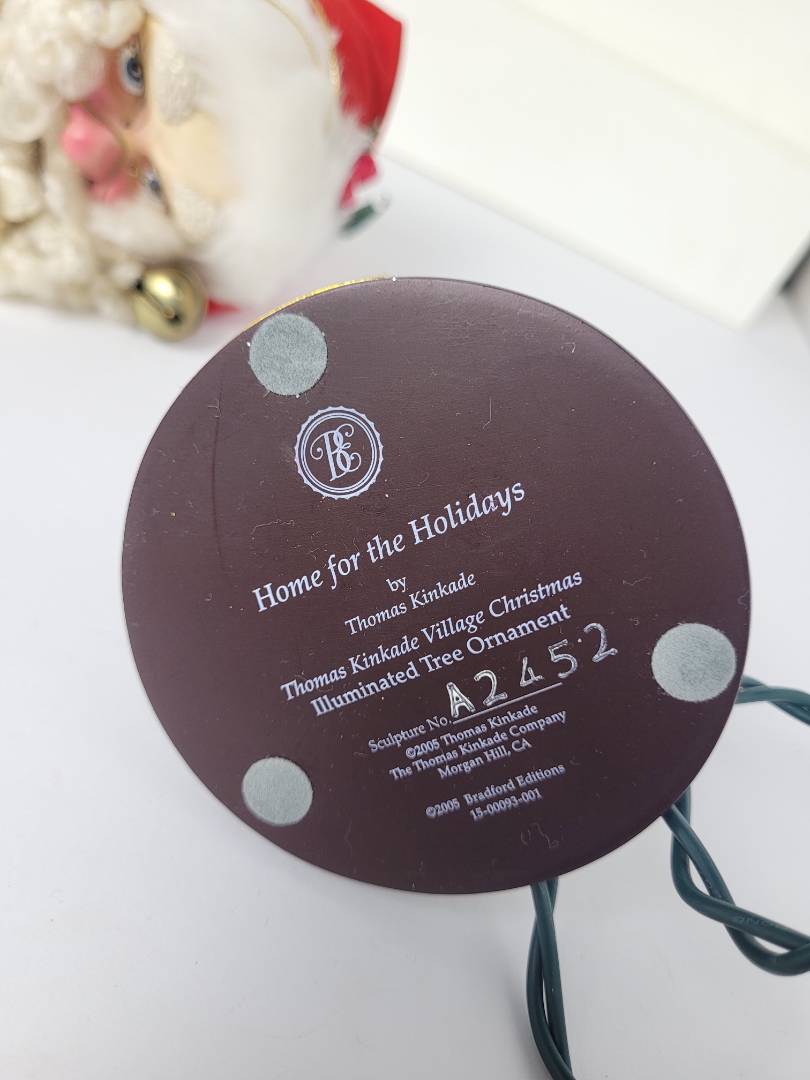 BE
Home for the Holidays
by
Thomas Kinkade
Thomas Kinkade Village Christmas
Illuminated Tree Ornament
Sculpture No. A2452
©2005 Thomas Kinkade
The Thomas Kinkade Company
Morgan Hill, CA
©2005 Bradford Editions
15-00093-001